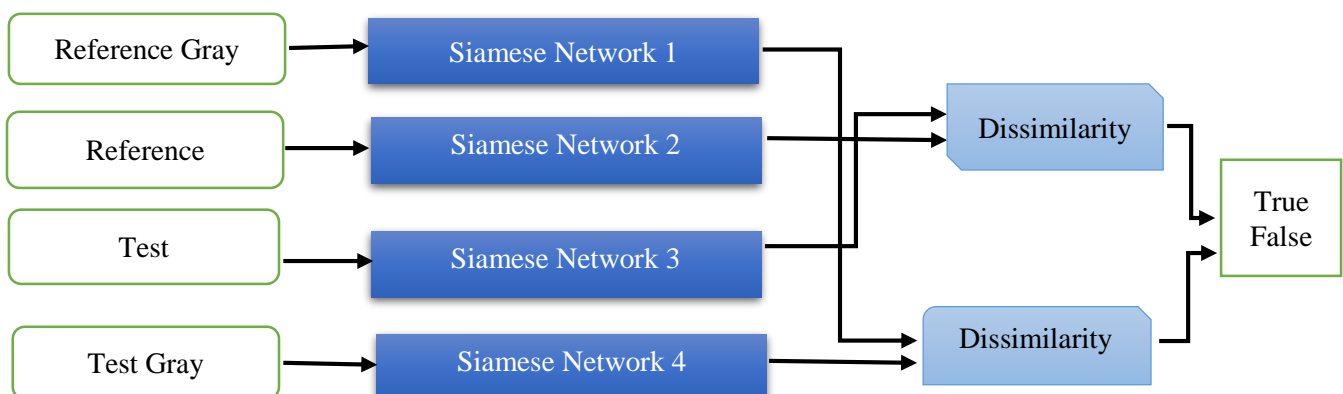 Reference Gray
Siamese Network 1
Reference
Siamese Network 2
Dissimilarity
Test
Siamese Network 3
True
False
Test Gray
Siamese Network 4
Dissimilarity